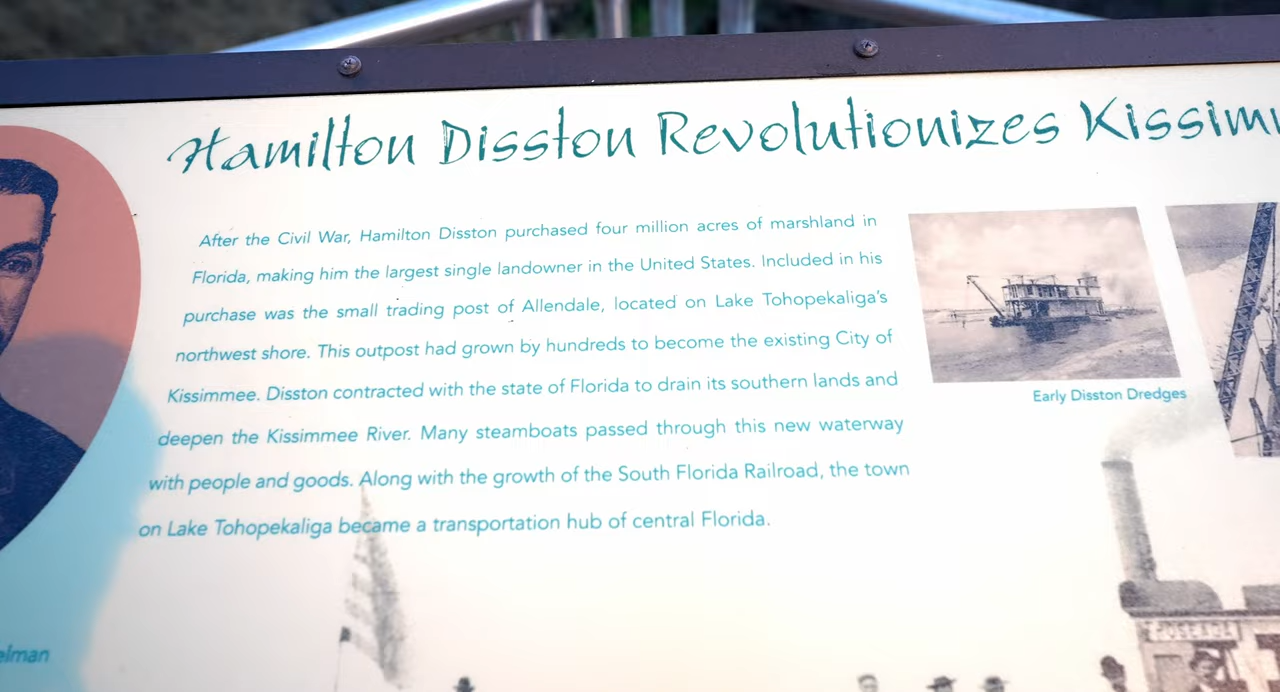 Hamilton Disston Revolutionizes
After the Civil War, Hamilton Disston purchased four million acres of marshland in
Florida, making him the largest single landowner in the United States. Included in his
purchase was the small trading post of Allendale, located on Lake Tohopekaliga's
northwest shore. This outpost had grown by hundreds to become the existing City of
Kissimmee. Disston contracted with the state of Florida to drain its southern lands and
deepen the Kissimmee River. Many steamboats passed through this new waterway
with people and goods. Along with the growth of the South Florida Railroad, the town
on Lake Tohopekaliga became a transportation hub of central Florida.
Early Disston Dredges